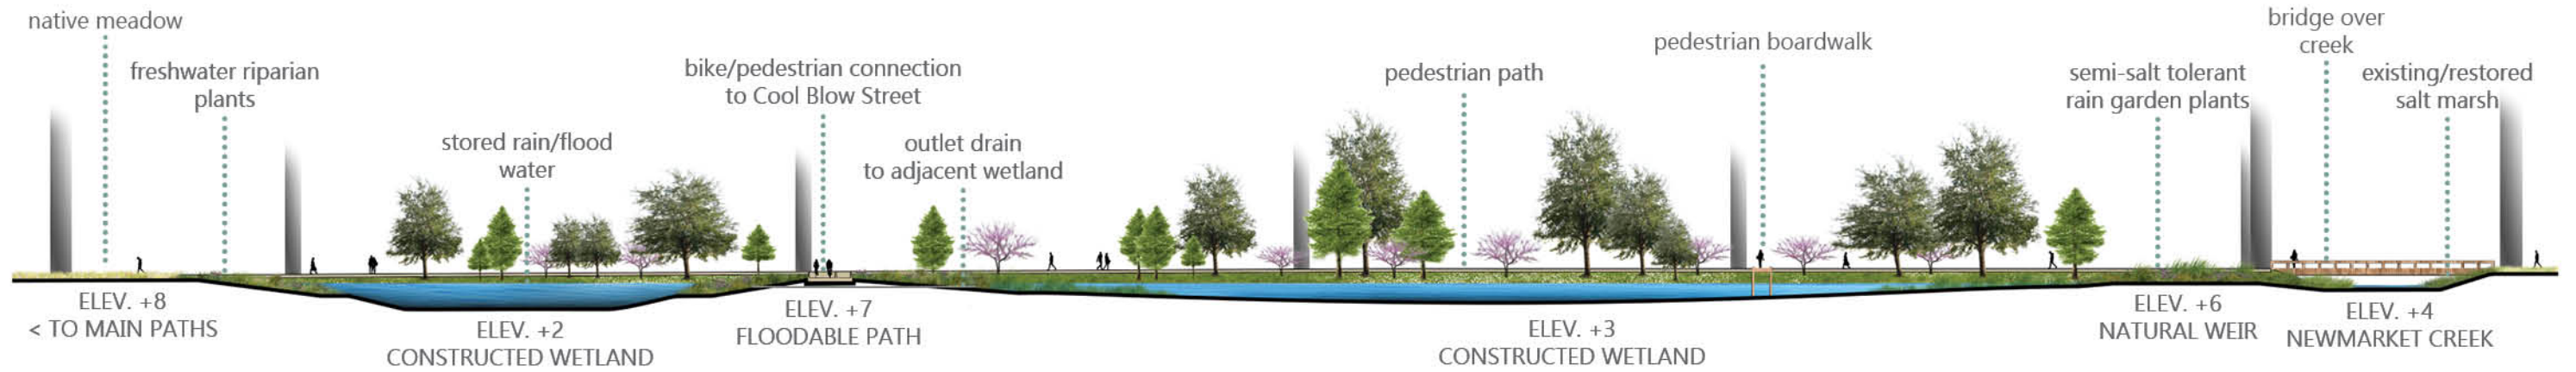 native meadow
freshwater riparian
plants
stored rain/flood
water
bike/pedestrian connection
to Cool Blow Street
outlet drain
to adjacent wetland
pedestrian path
pedestrian boardwalk
semi-salt tolerant
rain garden plants
bridge over
creek
existing/restored
salt marsh
ELEV. +8
< TO MAIN PATHS
ELEV. +2
CONSTRUCTED WETLAND
ELEV. +7
FLOODABLE PATH
ELEV. +3
CONSTRUCTED WETLAND
ELEV. +6
NATURAL WEIR
ELEV. +4
NEWMARKET CREEK